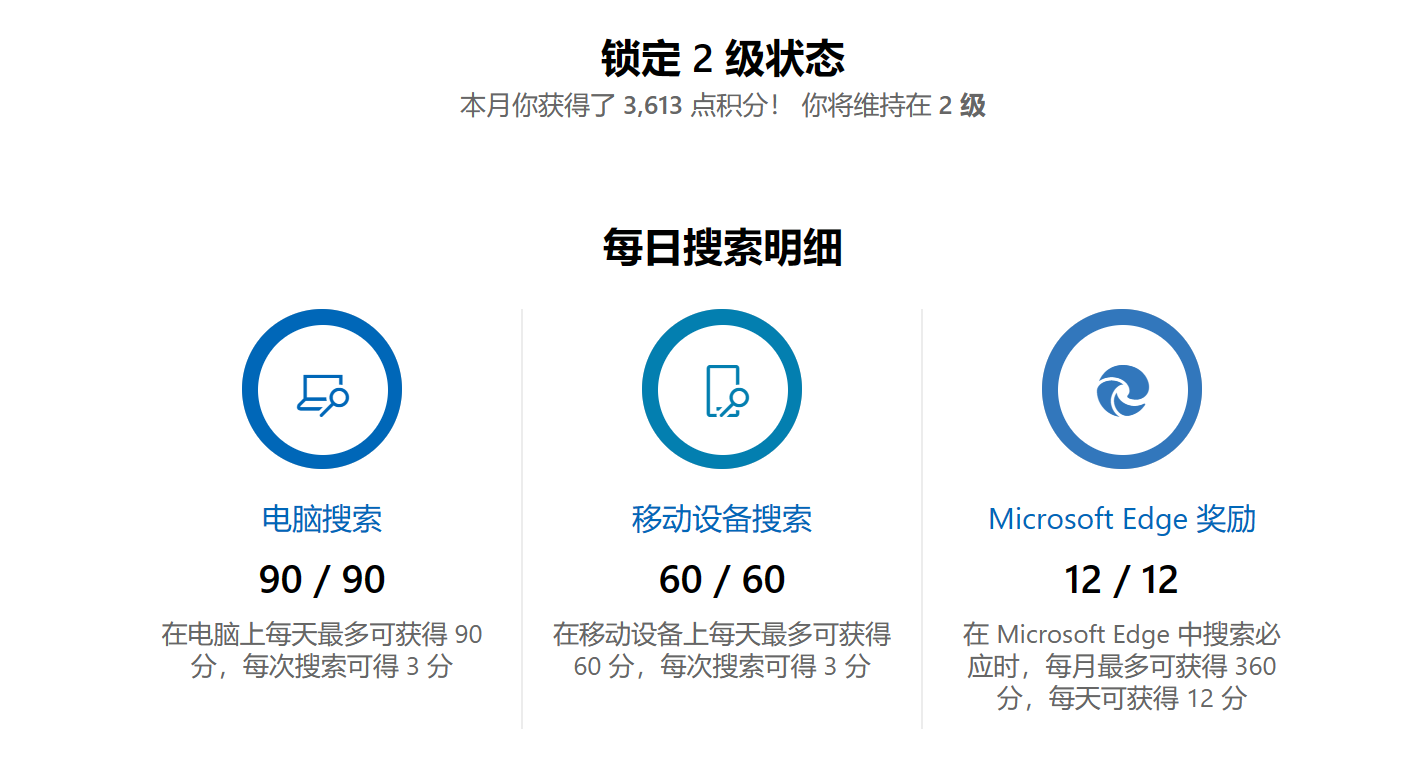 锁定 2 级状态
本月你获得了 3,613 点积分！ 你将维持在 2 级
每日搜索明细
电脑搜索
90 / 90
在电脑上每天最多可获得 90
分，每次搜索可得 3 分
移动设备搜索
60 / 60
在移动设备上每天最多可获得
60 分，每次搜索可得 3 分
Microsoft Edge 奖励
12 / 12
在 Microsoft Edge 中搜索必
应时，每月最多可获得 360
分，每天可获得 12 分